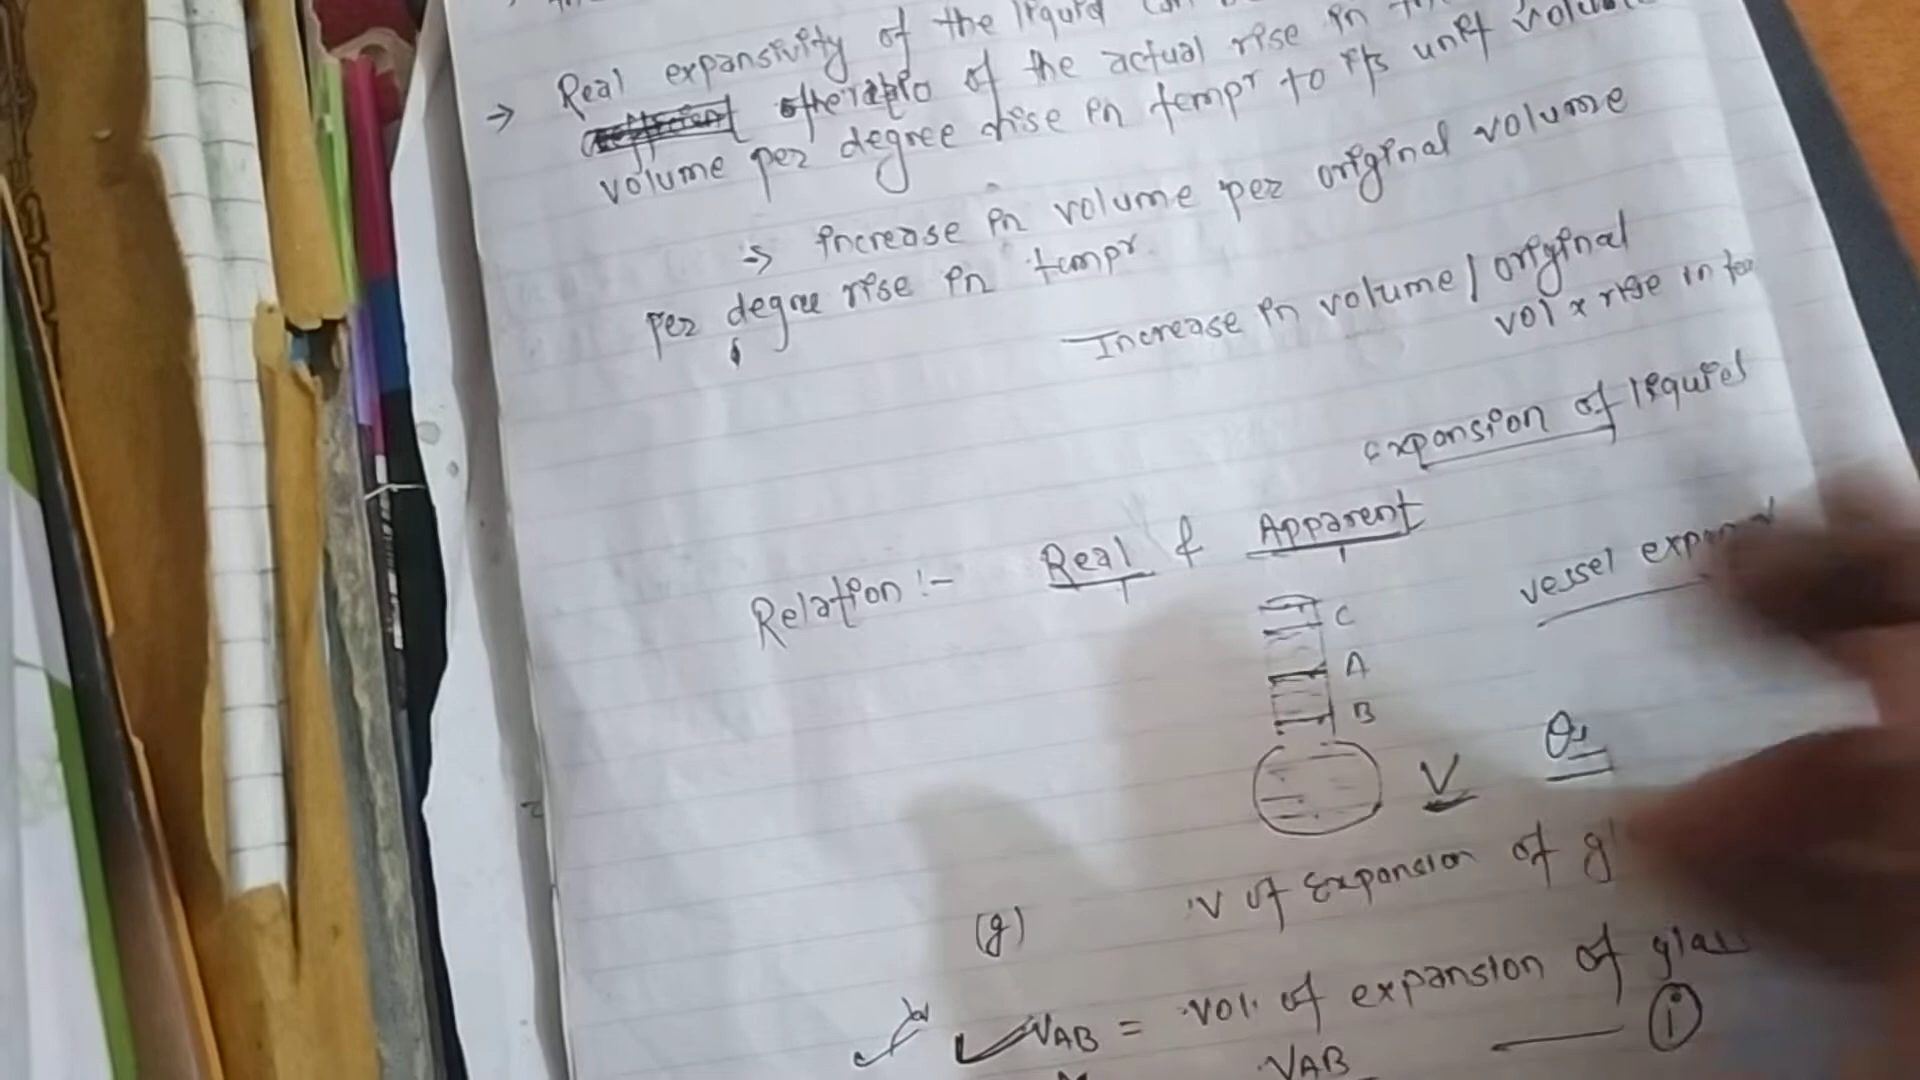 → Real expansivity of the liquid
the ratio of the actual rise in
volume per degree rise in tempr to its unit volume
→ increase in volume per original volume
per degree rise in tempr.
Increase in volume / original
vol x rise in
expansion of liquid
Relation :- Real & Apparent
vessel
C
A
B
V
(g) V of Expansion of
VAB = vol. of expansion of
VAB
(i)